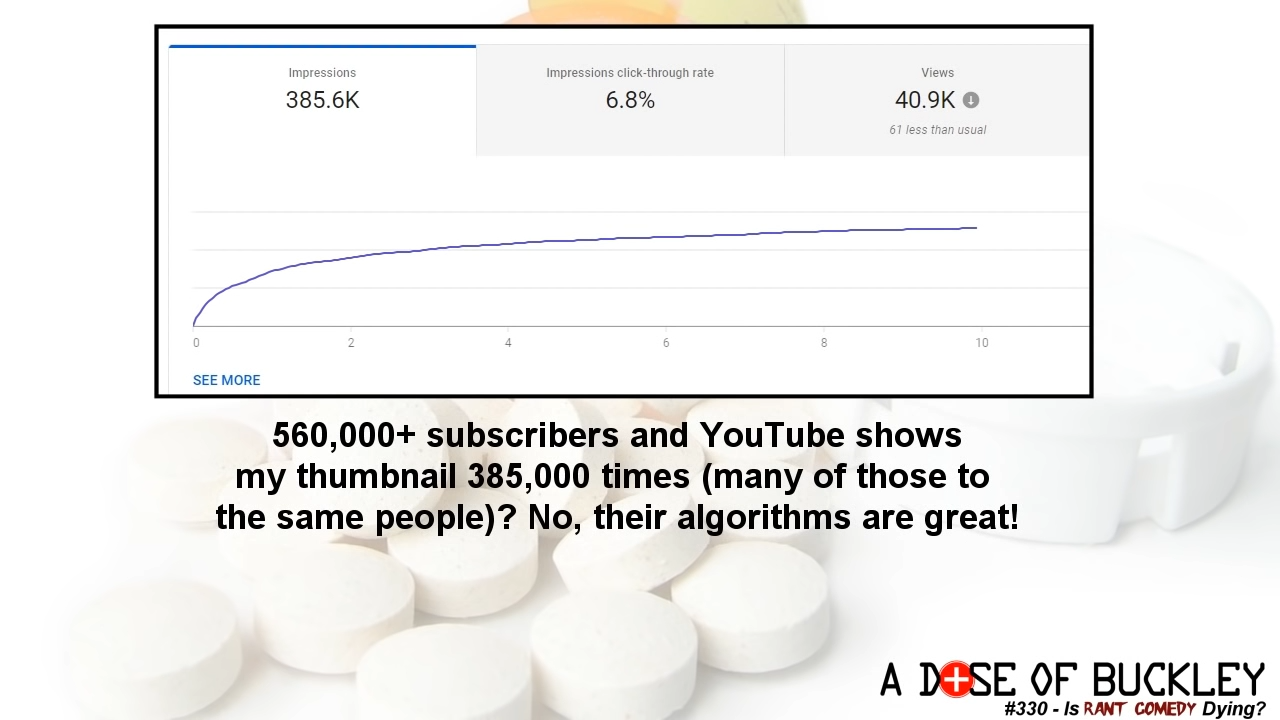 Impressions
385.6K
Impressions click-through rate
6.8%
Views
40.9K
61 less than usual
0 2 4 6 8 10
SEE MORE
560,000+ subscribers and YouTube shows
my thumbnail 385,000 times (many of those to
the same people)? No, their algorithms are great!
A DOSE OF BUCKLEY
#330 - Is RANT COMEDY Dying?